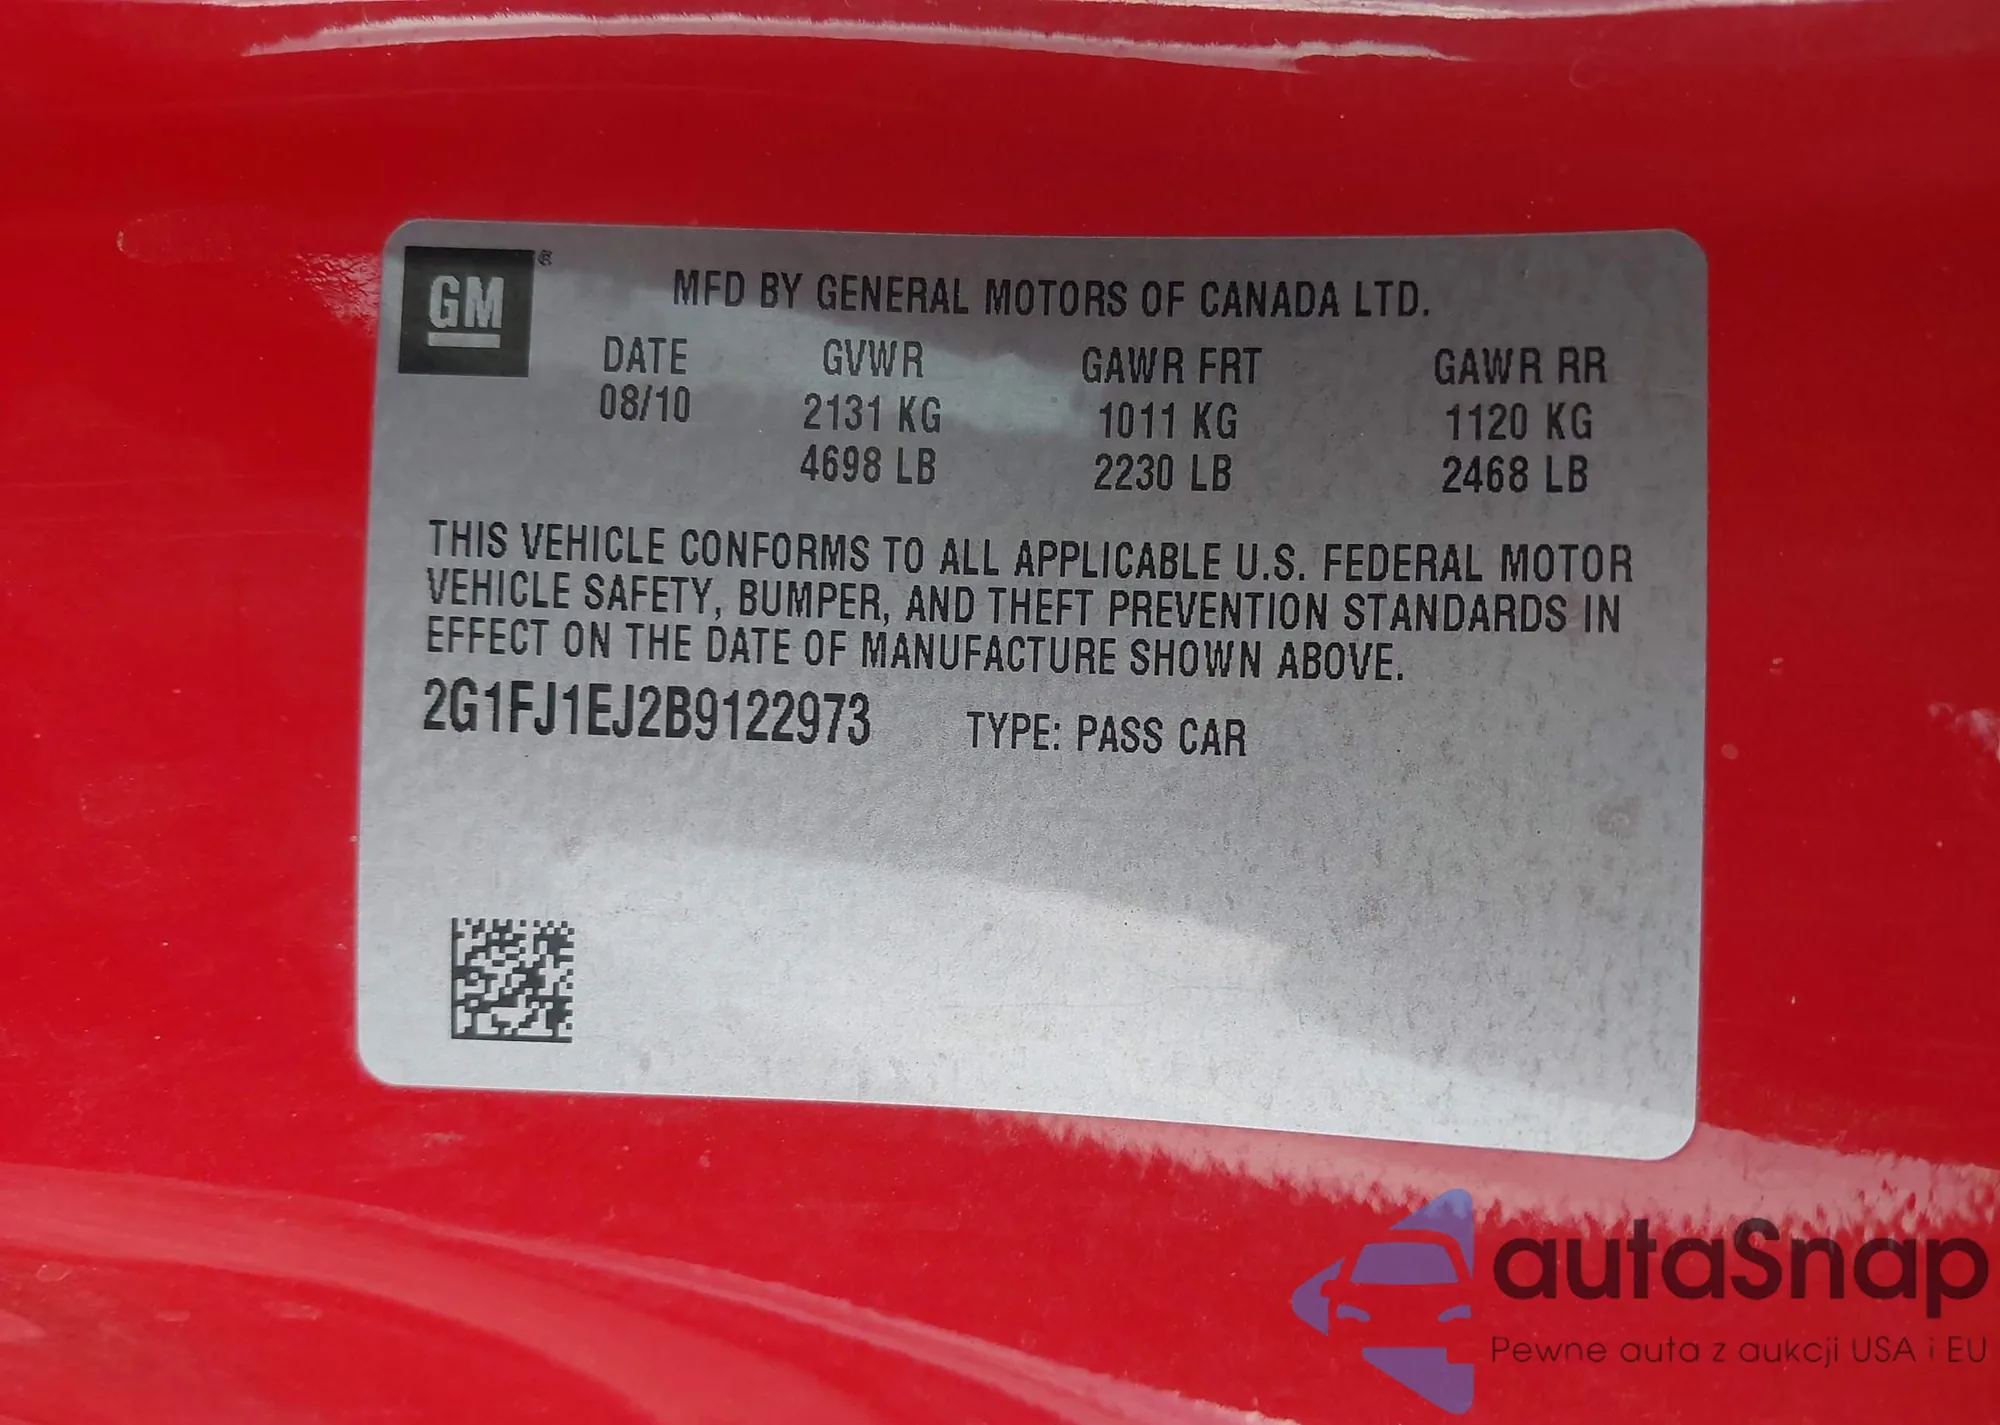 GM®
MFD BY GENERAL MOTORS OF CANADA LTD.
DATE GVWR GAWR FRT GAWR RR
08/10 2131 KG 1011 KG 1120 KG
4698 LB 2230 LB 2468 LB
THIS VEHICLE CONFORMS TO ALL APPLICABLE U.S. FEDERAL MOTOR
VEHICLE SAFETY, BUMPER, AND THEFT PREVENTION STANDARDS IN
EFFECT ON THE DATE OF MANUFACTURE SHOWN ABOVE.
2G1FJ1EJ2B9122973 TYPE: PASS CAR
autaSnap
Pewne auta z aukcji USA i EU